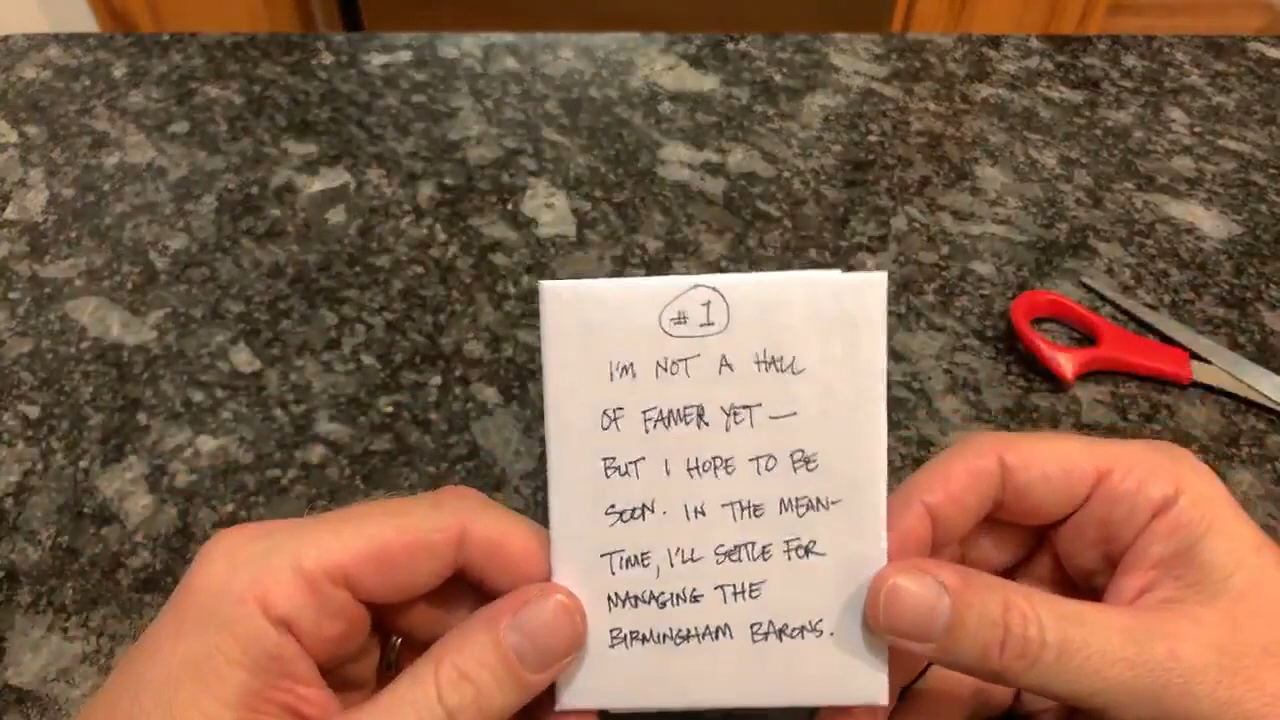 #1
I'M NOT A HALL
OF FAMER YET —
BUT I HOPE TO BE
SOON. IN THE MEAN-
TIME, I'LL SETTLE FOR
MANAGING THE
BIRMINGHAM BARONS.